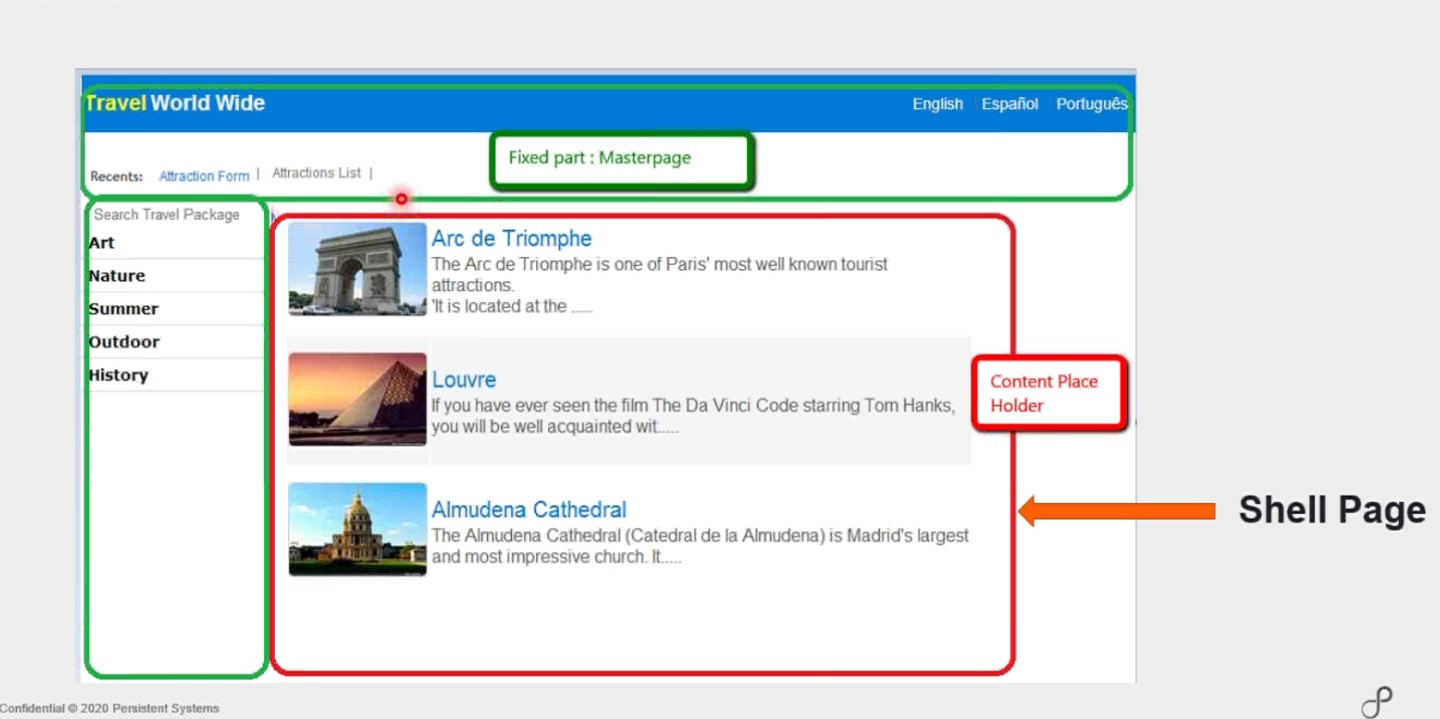 Travel World Wide
English Español Português
Fixed part : Masterpage
Recents: Attraction Form | Attractions List |
Search Travel Package
Art
Nature
Summer
Outdoor
History
Arc de Triomphe
The Arc de Triomphe is one of Paris' most well known tourist
attractions.
'It is located at the .....
Louvre
If you have ever seen the film The Da Vinci Code starring Tom Hanks,
you will be well acquainted wit.....
Almudena Cathedral
The Almudena Cathedral (Catedral de la Almudena) is Madrid's largest
and most impressive church. It.....
Content Place
Holder
Shell Page
Confidential © 2020 Persistent Systems